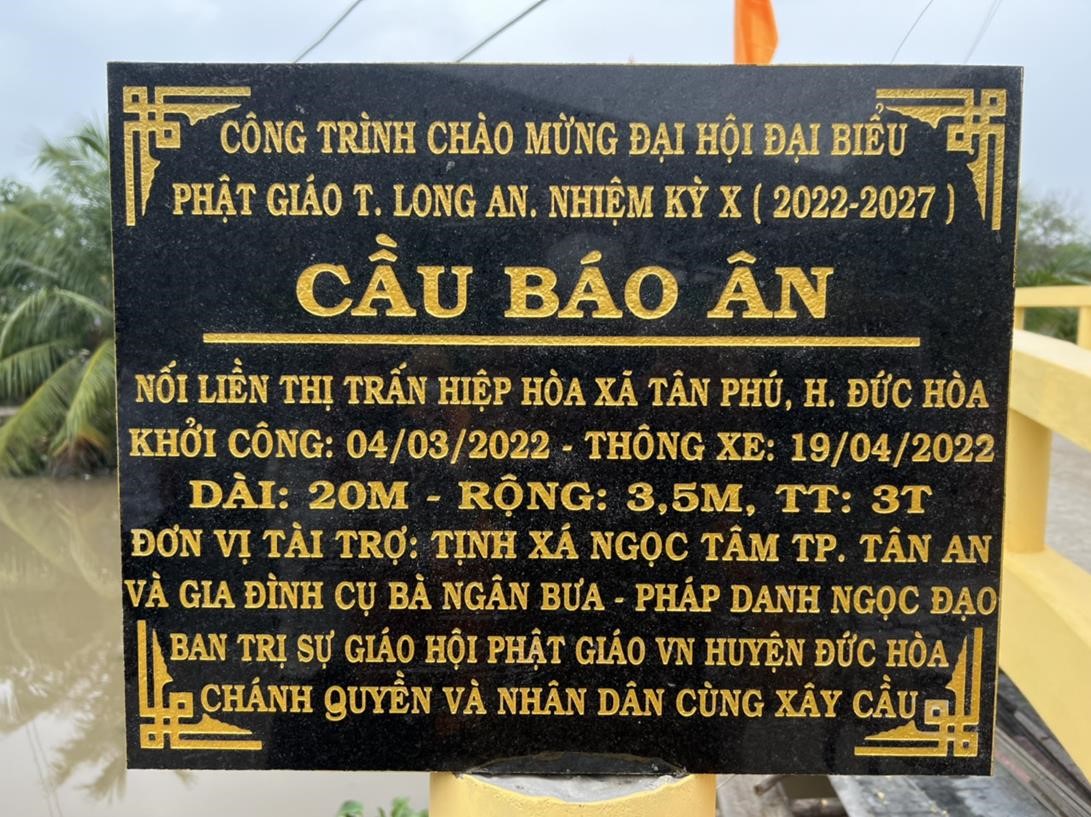 CÔNG TRÌNH CHÀO MỪNG ĐẠI HỘI ĐẠI BIỂU
PHẬT GIÁO T. LONG AN. NHIỆM KỲ X ( 2022-2027 )
CẦU BÁO ÂN
NỐI LIỀN THỊ TRẤN HIỆP HÒA XÃ TÂN PHÚ, H. ĐỨC HÒA
KHỞI CÔNG: 04/03/2022 - THÔNG XE: 19/04/2022
DÀI: 20M - RỘNG: 3,5M, TT: 3T
ĐƠN VỊ TÀI TRỢ: TỊNH XÁ NGỌC TÂM TP. TÂN AN
VÀ GIA ĐÌNH CỤ BÀ NGÂN BƯA - PHÁP DANH NGỌC ĐẠO
BAN TRỊ SỰ GIÁO HỘI PHẬT GIÁO VN HUYỆN ĐỨC HÒA
CHÁNH QUYỀN VÀ NHÂN DÂN CÙNG XÂY CẦU